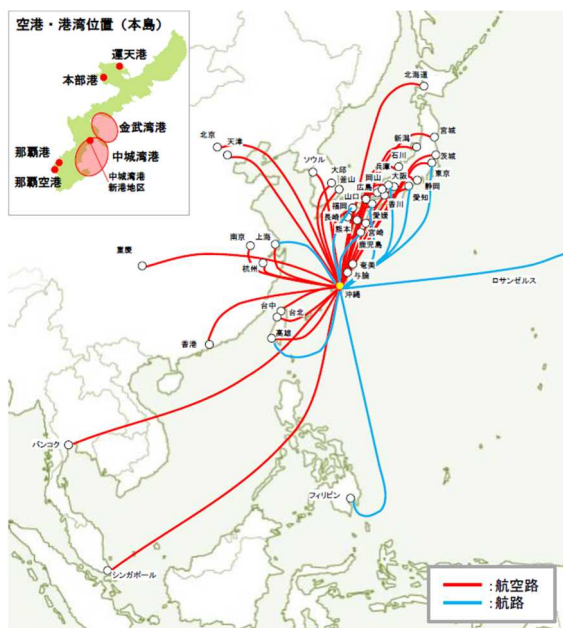 空港・港湾位置(本島)
運天港
本部港
金武湾港
那覇港
中城湾港
那覇空港
中城湾港
新港地区
北海道
北京
天津
ソウル
大邱
釜山
新潟
宮城
石川
茨城
兵庫
東京
岡山
大阪
静岡
広島
山口
愛知
福岡
香川
長崎
愛媛
熊本
宮崎
鹿児島
南京
上海
重慶
杭州
奄美
与論
沖縄
ロサンゼルス
台中
台北
高雄
香港
バンコク
フィリピン
シンガポール
:航空路
:航路